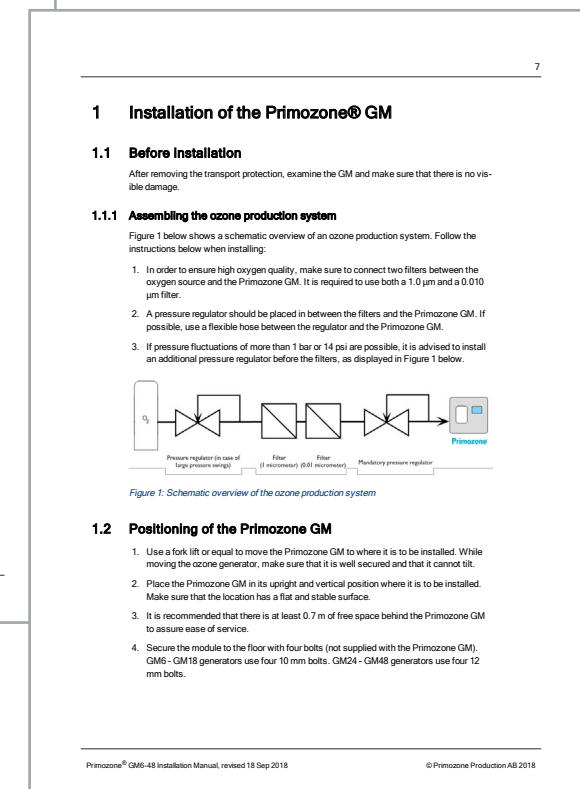 7
1 Installation of the Primozone® GM
1.1 Before Installation
After removing the transport protection, examine the GM and make sure that there is no vis-
ible damage.
1.1.1 Assembling the ozone production system
Figure 1 below shows a schematic overview of an ozone production system. Follow the
instructions below when installing:
1. In order to ensure high oxygen quality, make sure to connect two filters between the
oxygen source and the Primozone GM. It is required to use both a 1.0 µm and a 0.010
µm filter.
2. A pressure regulator should be placed in between the filters and the Primozone GM. If
possible, use a flexible hose between the regulator and the Primozone GM.
3. If pressure fluctuations of more than 1 bar or 14 psi are possible, it is advised to install
an additional pressure regulator before the filters, as displayed in Figure 1 below.
O₂
Primozone
Pressure regulator (in case of
large pressure swings)
Filter
(1 micrometer)
Filter
(0.01 micrometer)
Mandatory pressure regulator
Figure 1: Schematic overview of the ozone production system
1.2 Positioning of the Primozone GM
1. Use a fork lift or equal to move the Primozone GM to where it is to be installed. While
moving the ozone generator, make sure that it is well secured and that it cannot tilt.
2. Place the Primozone GM in its upright and vertical position where it is to be installed.
Make sure that the location has a flat and stable surface.
3. It is recommended that there is at least 0.7 m of free space behind the Primozone GM
to assure ease of service.
4. Secure the module to the floor with four bolts (not supplied with the Primozone GM).
GM6 - GM18 generators use four 10 mm bolts. GM24 - GM48 generators use four 12
mm bolts.
Primozone® GM6-48 Installation Manual, revised 18 Sep 2018
© Primozone Production AB 2018